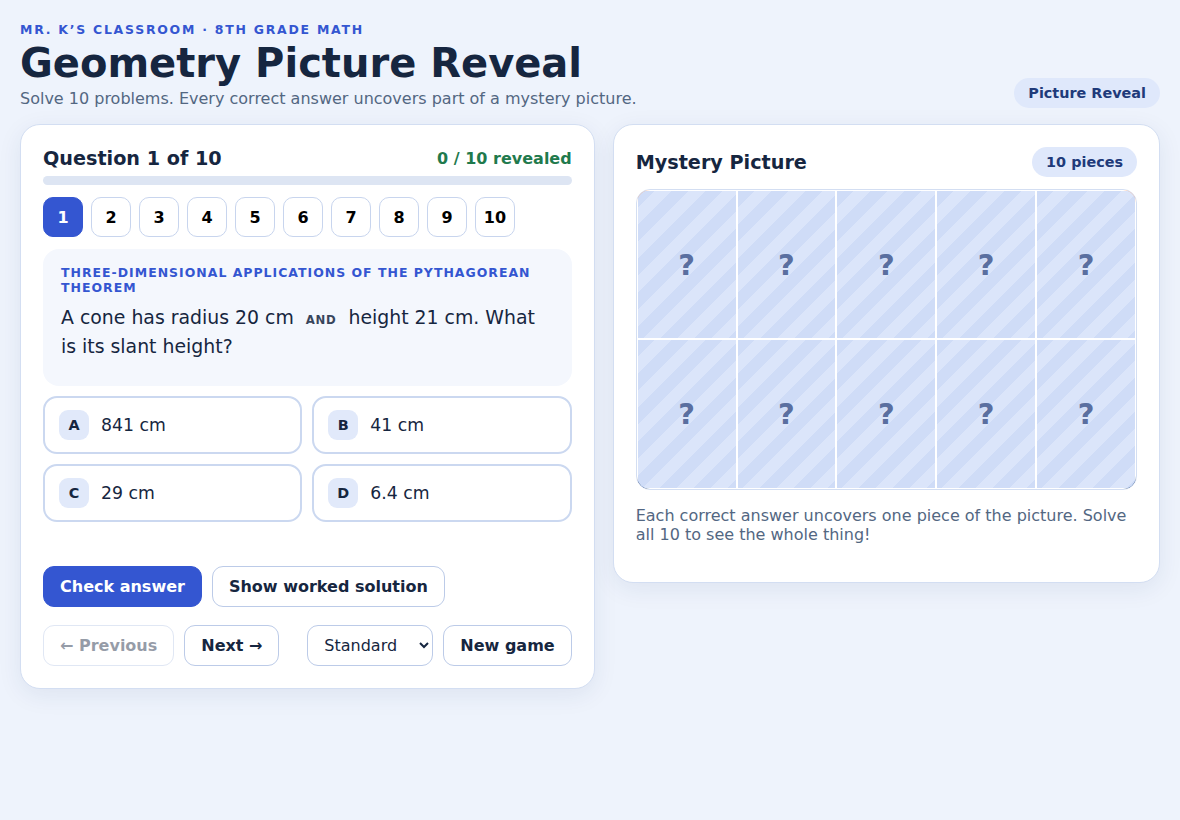 MR. K’S CLASSROOM · 8TH GRADE MATH
Geometry Picture Reveal
Solve 10 problems. Every correct answer uncovers part of a mystery picture.
Picture Reveal
Question 1 of 10
0 / 10 revealed
1 2 3 4 5 6 7 8 9 10
THREE-DIMENSIONAL APPLICATIONS OF THE PYTHAGOREAN
THEOREM
A cone has radius 20 cm AND height 21 cm. What
is its slant height?
A 841 cm
B 41 cm
C 29 cm
D 6.4 cm
Check answer
Show worked solution
← Previous
Next →
Standard
New game
Mystery Picture
10 pieces
? ? ? ? ?
? ? ? ? ?
Each correct answer uncovers one piece of the picture. Solve
all 10 to see the whole thing!